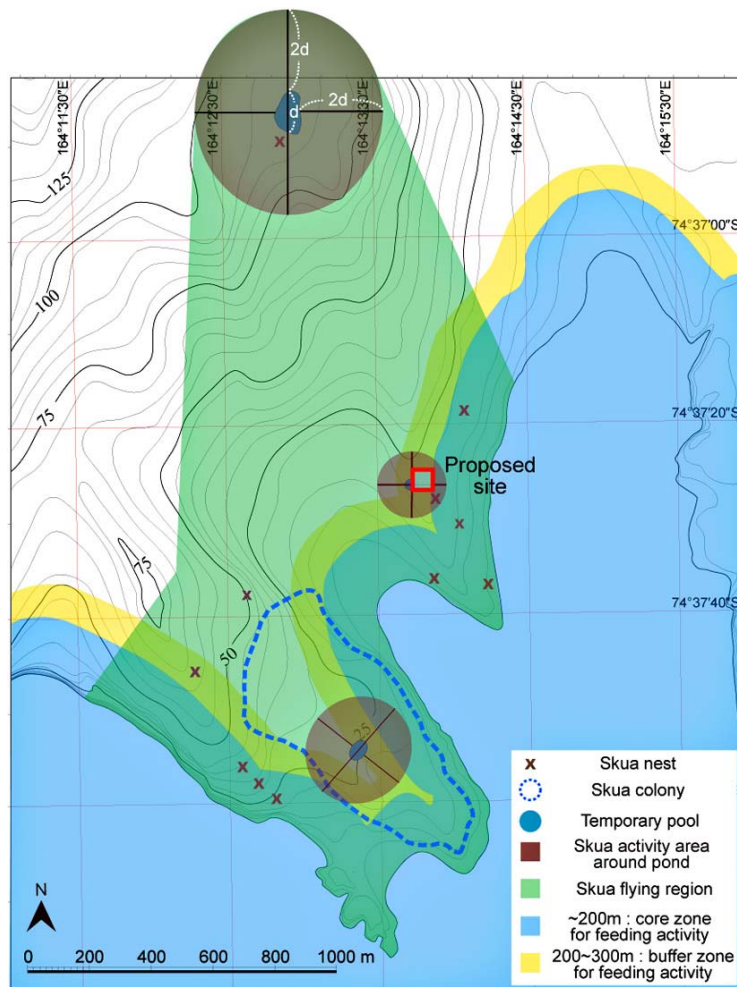 2d
2d
d
164°11'30"
164°12'30"
164°13'30"
164°14'30"
164°15'30"
125
74°37'00"S
100
74°37'20"S
75
Proposed
site
75
74°37'40"S
50
25
x Skua nest
Skua colony
Temporary pool
Skua activity area
around pond
Skua flying region
~200m : core zone
for feeding activity
200~300m : buffer zone
for feeding activity
N
0 200 400 600 800 1000 m